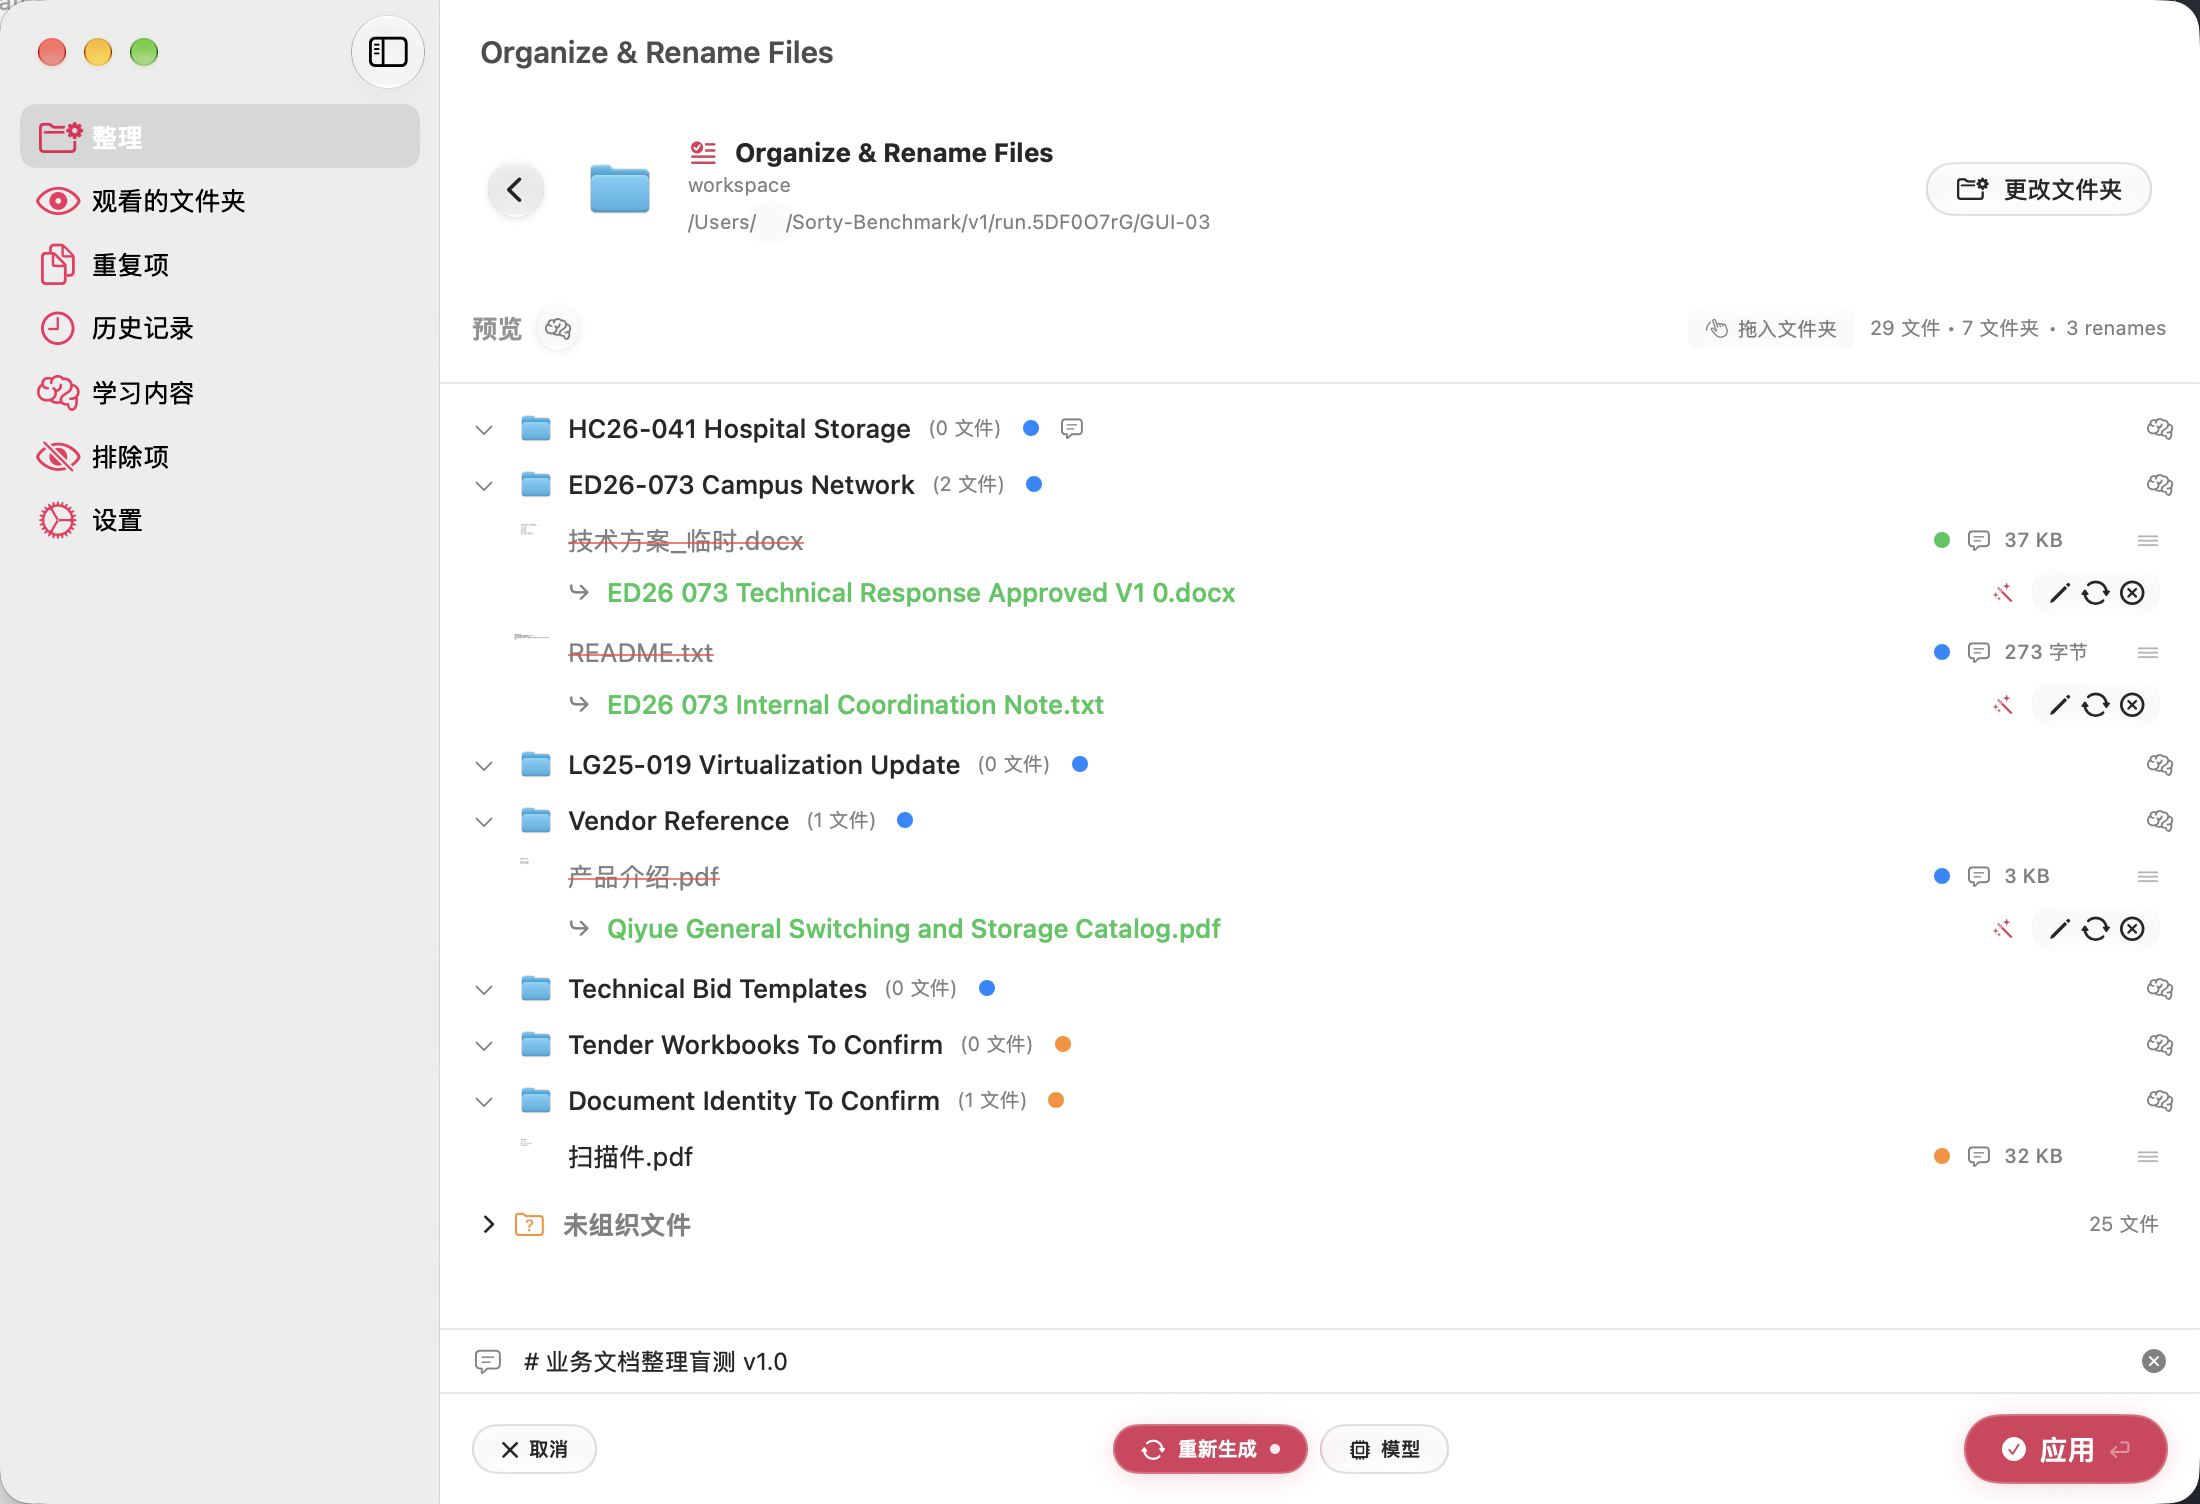 整理
观看的文件夹
重复项
历史记录
学习内容
排除项
设置
Organize & Rename Files
Organize & Rename Files
workspace
/Users/ /Sorty-Benchmark/v1/run.5DF0O7rG/GUI-03
更改文件夹
预览
拖入文件夹 29 文件 • 7 文件夹 • 3 renames
HC26-041 Hospital Storage (0 文件)
ED26-073 Campus Network (2 文件)
技术方案_临时.docx 37 KB
ED26 073 Technical Response Approved V1 0.docx
README.txt 273 字节
ED26 073 Internal Coordination Note.txt
LG25-019 Virtualization Update (0 文件)
Vendor Reference (1 文件)
产品介绍.pdf 3 KB
Qiyue General Switching and Storage Catalog.pdf
Technical Bid Templates (0 文件)
Tender Workbooks To Confirm (0 文件)
Document Identity To Confirm (1 文件)
扫描件.pdf 32 KB
未组织文件 25 文件
# 业务文档整理盲测 v1.0
取消 重新生成 模型 应用